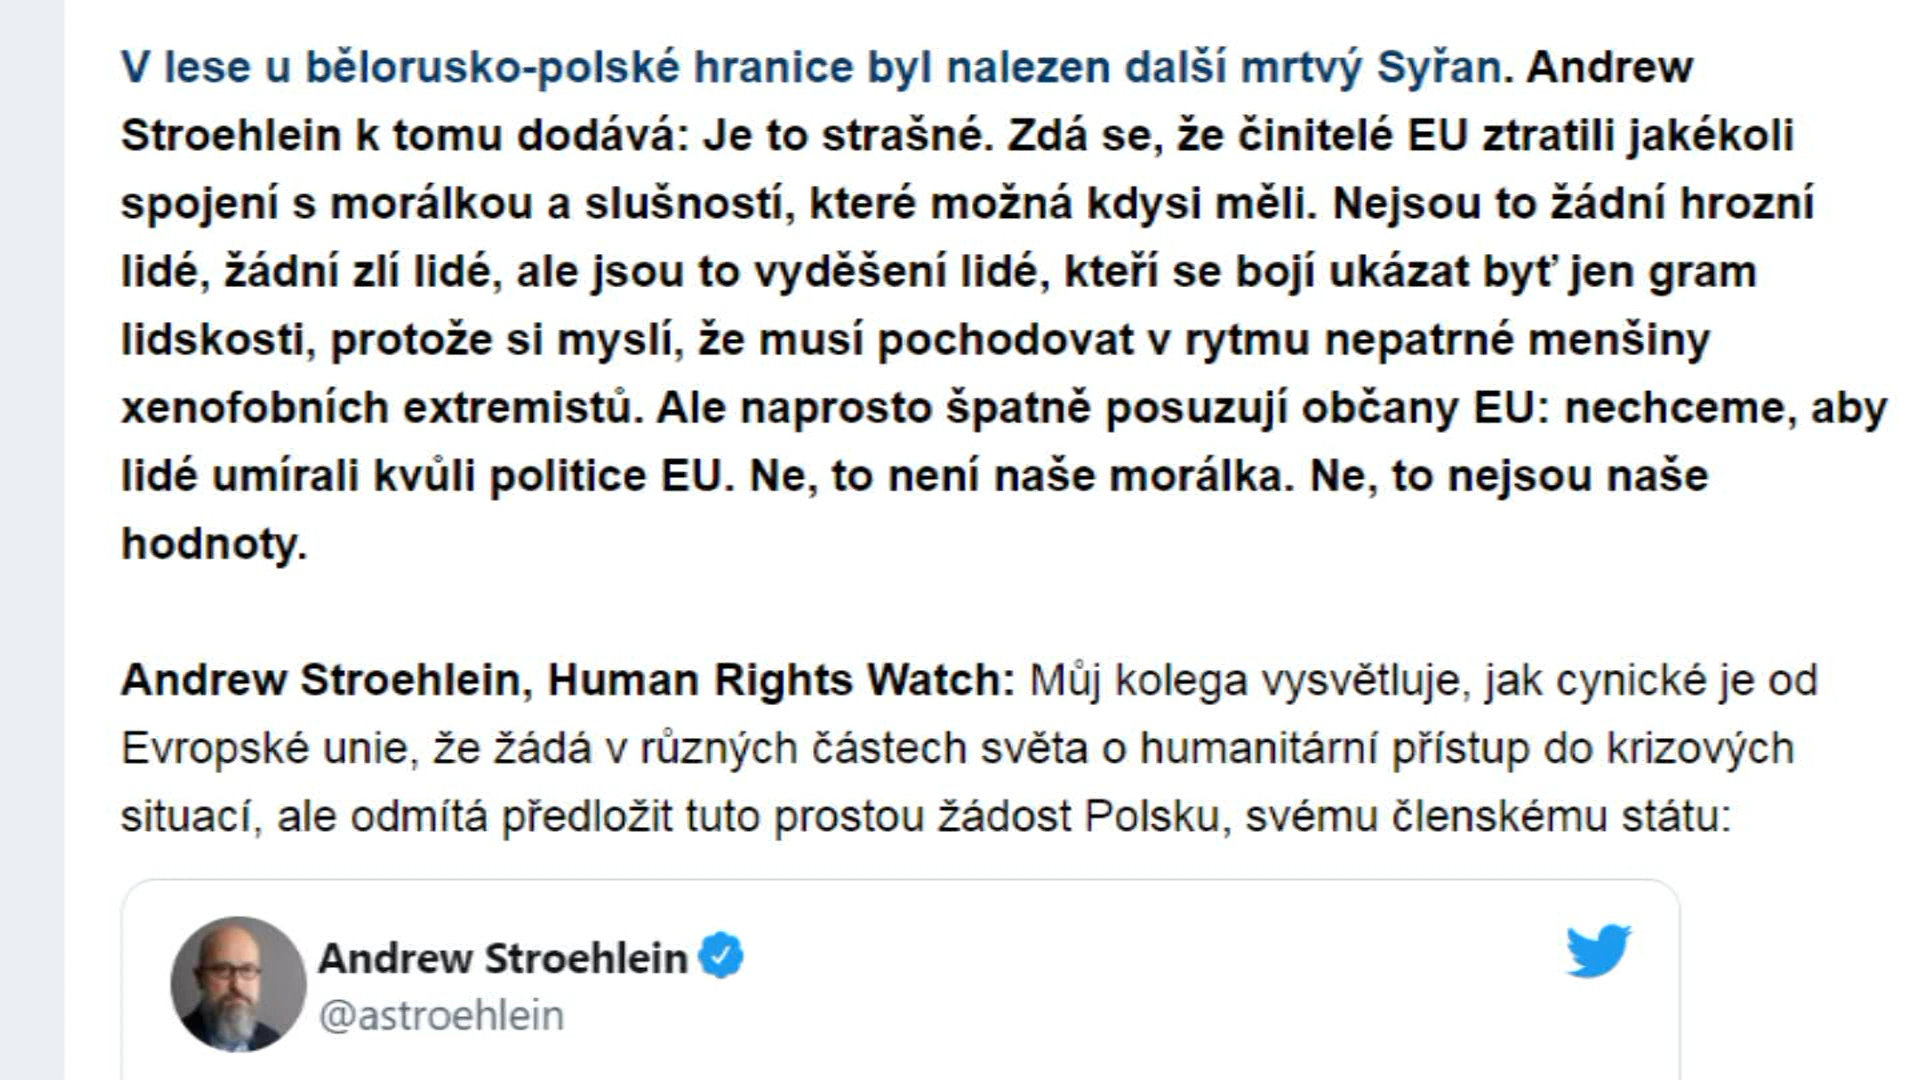 V lese u bělorusko-polské hranice byl nalezen další mrtvý Syřan. Andrew
Stroehlein k tomu dodává: Je to strašné. Zdá se, že činitelé EU ztratili jakékoli
spojení s morálkou a slušností, které možná kdysi měli. Nejsou to žádní hrozní
lidé, žádní zlí lidé, ale jsou to vyděšení lidé, kteří se bojí ukázat byť jen gram
lidskosti, protože si myslí, že musí pochodovat v rytmu nepatrné menšiny
xenofobních extremistů. Ale naprosto špatně posuzují občany EU: nechceme, aby
lidé umírali kvůli politice EU. Ne, to není naše morálka. Ne, to nejsou naše
hodnoty.
Andrew Stroehlein, Human Rights Watch: Můj kolega vysvětluje, jak cynické je od
Evropské unie, že žádá v různých částech světa o humanitární přístup do krizových
situací, ale odmítá předložit tuto prostou žádost Polsku, svému členskému státu:
Andrew Stroehlein
@astroehlein